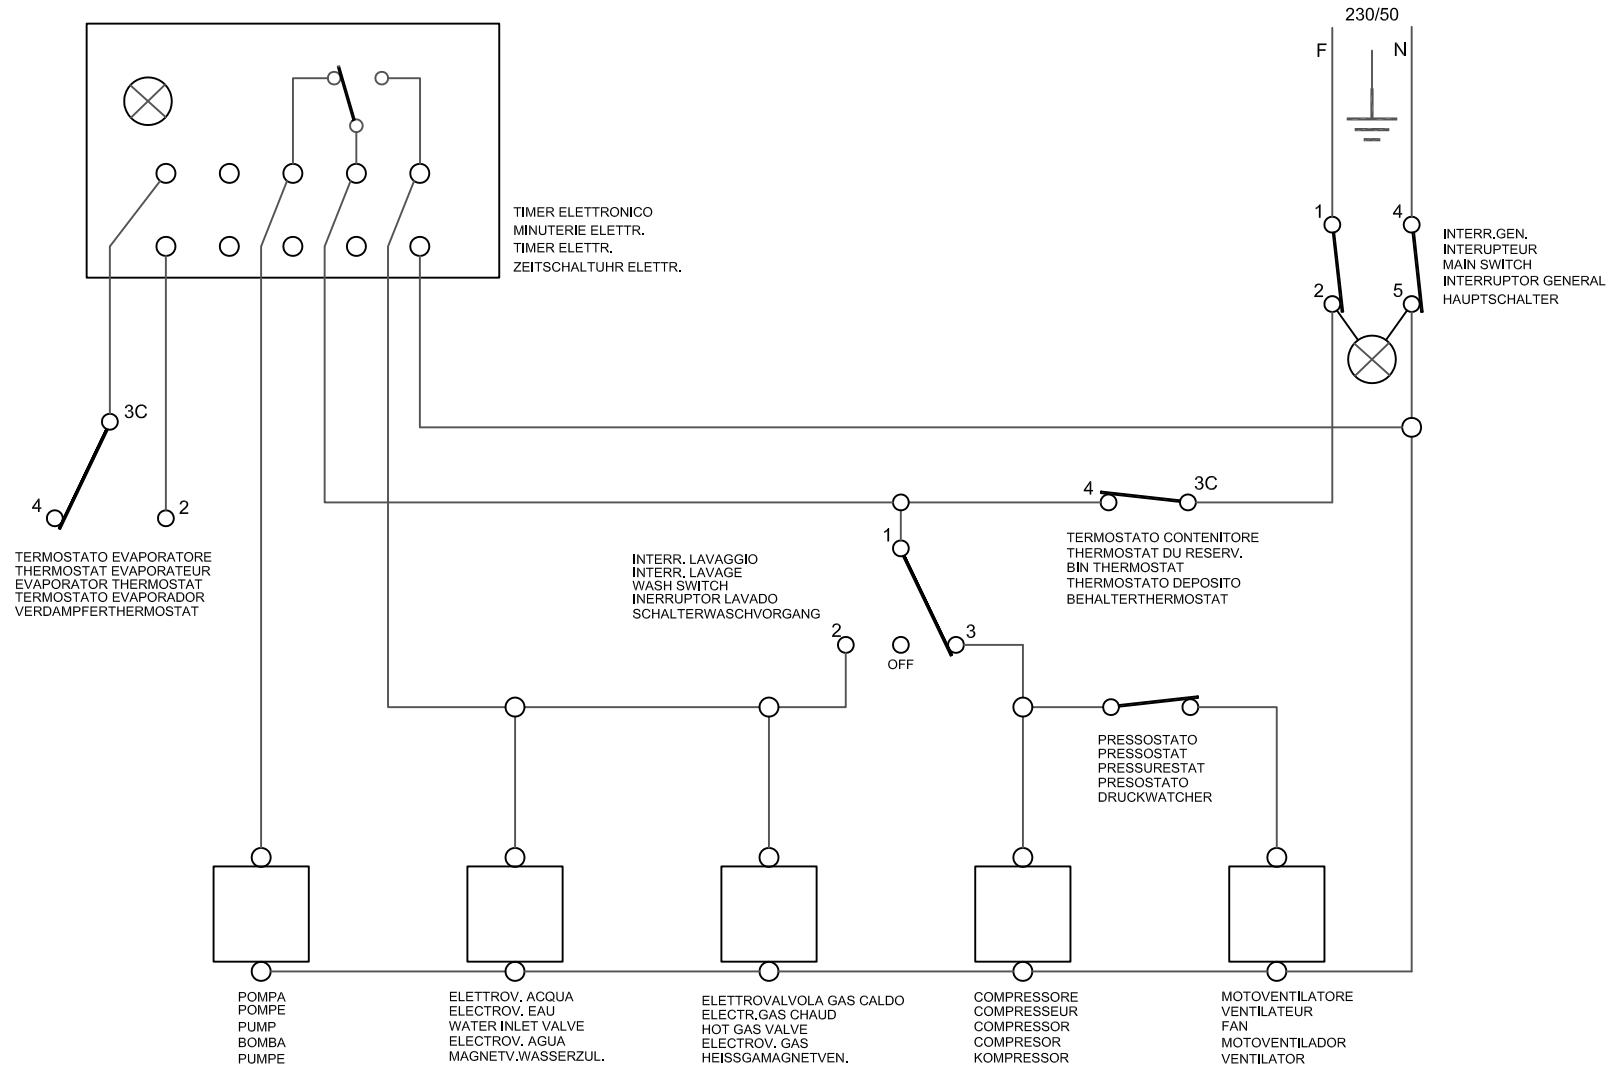 230/50
F
N
TIMER ELETTRONICO
MINUTERIE ELETTR.
TIMER ELETTR.
ZEITSCHALTUHR ELETTR.
1
4
2
5
INTERR.GEN.
INTERUPTEUR
MAIN SWITCH
INTERRUPTOR GENERAL
HAUPTSCHALTER
3C
4
2
TERMOSTATO EVAPORATORE
THERMOSTAT EVAPORATEUR
EVAPORATOR THERMOSTAT
TERMOSTATO EVAPORADOR
VERDAMPFERTHERMOSTAT
4
3C
TERMOSTATO CONTENITORE
THERMOSTAT DU RESERV.
BIN THERMOSTAT
THERMOSTATO DEPOSITO
BEHALTERTHERMOSTAT
INTERR. LAVAGGIO
INTERR. LAVAGE
WASH SWITCH
INERRUPTOR LAVADO
SCHALTERWASCHVORGANG
1
2
OFF
3
PRESSOSTATO
PRESSOSTAT
PRESSURESTAT
PRESOSTATO
DRUCKWATCHER
POMPA
POMPE
PUMP
BOMBA
PUMPE
ELETTROV. ACQUA
ELECTROV. EAU
WATER INLET VALVE
ELECTROV. AGUA
MAGNETV.WASSERZUL.
ELETTROVALVOLA GAS CALDO
ELECTR.GAS CHAUD
HOT GAS VALVE
ELECTROV. GAS
HEISSGAMAGNETVEN.
COMPRESSORE
COMPRESSEUR
COMPRESSOR
COMPRESOR
KOMPRESSOR
MOTOVENTILATORE
VENTILATEUR
FAN
MOTOVENTILADOR
VENTILATOR